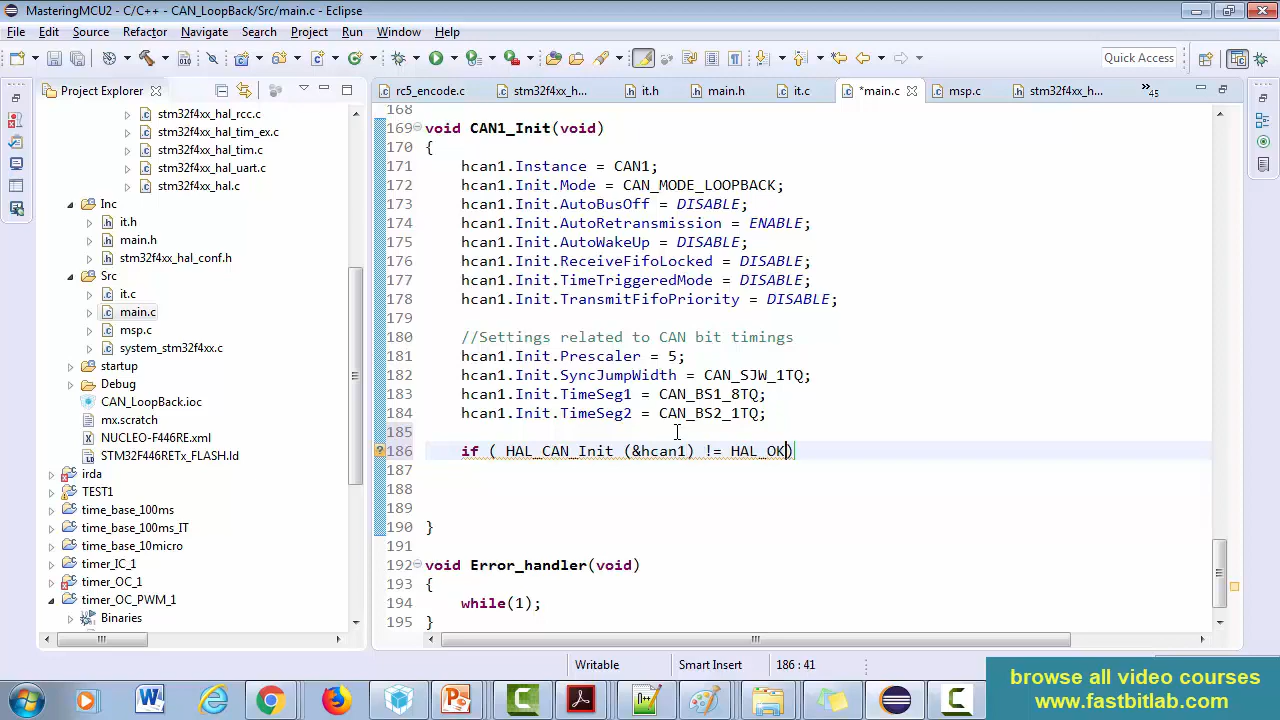 MasteringMCU2 - C/C++ - CAN_LoopBack/Src/main.c - Eclipse
File Edit Source Refactor Navigate Search Project Run Window Help
Quick Access
Project Explorer
rc5_encode.c stm32f4xx_h... it.h main.h it.c *main.c msp.c stm32f4xx_h... »45
stm32f4xx_hal_rcc.c
stm32f4xx_hal_tim_ex.c
stm32f4xx_hal_tim.c
stm32f4xx_hal_uart.c
stm32f4xx_hal.c
Inc
it.h
main.h
stm32f4xx_hal_conf.h
Src
it.c
main.c
msp.c
system_stm32f4xx.c
startup
Debug
CAN_LoopBack.ioc
mx.scratch
NUCLEO-F446RE.xml
STM32F446RETx_FLASH.ld
irda
TEST1
time_base_100ms
time_base_100ms_IT
time_base_10micro
timer_IC_1
timer_OC_1
timer_OC_PWM_1
Binaries
168
169 void CAN1_Init(void)
170 {
171 hcan1.Instance = CAN1;
172 hcan1.Init.Mode = CAN_MODE_LOOPBACK;
173 hcan1.Init.AutoBusOff = DISABLE;
174 hcan1.Init.AutoRetransmission = ENABLE;
175 hcan1.Init.AutoWakeUp = DISABLE;
176 hcan1.Init.ReceiveFifoLocked = DISABLE;
177 hcan1.Init.TimeTriggeredMode = DISABLE;
178 hcan1.Init.TransmitFifoPriority = DISABLE;
179
180 //Settings related to CAN bit timings
181 hcan1.Init.Prescaler = 5;
182 hcan1.Init.SyncJumpWidth = CAN_SJW_1TQ;
183 hcan1.Init.TimeSeg1 = CAN_BS1_8TQ;
184 hcan1.Init.TimeSeg2 = CAN_BS2_1TQ;
185
186 if ( HAL_CAN_Init (&hcan1) != HAL_OK)
187
188
189
190 }
191
192 void Error_handler(void)
193 {
194 while(1);
195 }
Writable Smart Insert 186 : 41
browse all video courses
www.fastbitlab.com